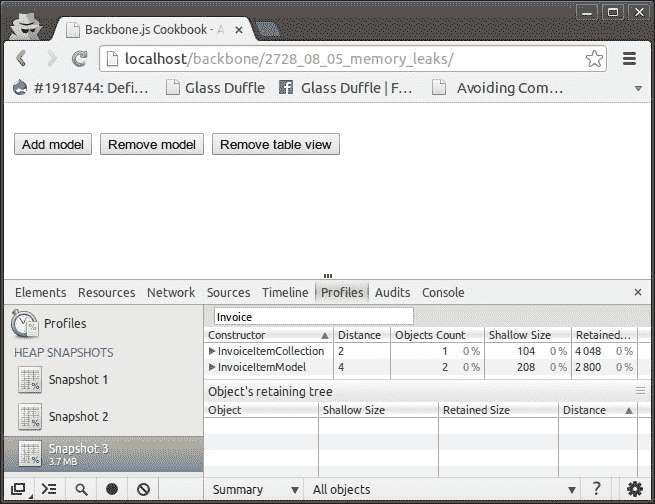 Backbone.js Cookbook - A
localhost/backbone/2728_08_05_memory_leaks/
#1918744: Defi... Glass Duffle Glass Duffle | F... Avoiding Com...
Add model Remove model Remove table view
Elements Resources Network Sources Timeline Profiles Audits Console
Profiles
HEAP SNAPSHOTS
Snapshot 1
Snapshot 2
Snapshot 3
3.7 MB
Invoice
Constructor Distance Objects Count Shallow Size Retained...
InvoiceItemCollection 2 1 0 % 104 0 % 4 048 0 %
InvoiceItemModel 4 2 0 % 208 0 % 2 800 0 %
Object's retaining tree
Object Shallow Size Retained Size Distance
Summary All objects ?